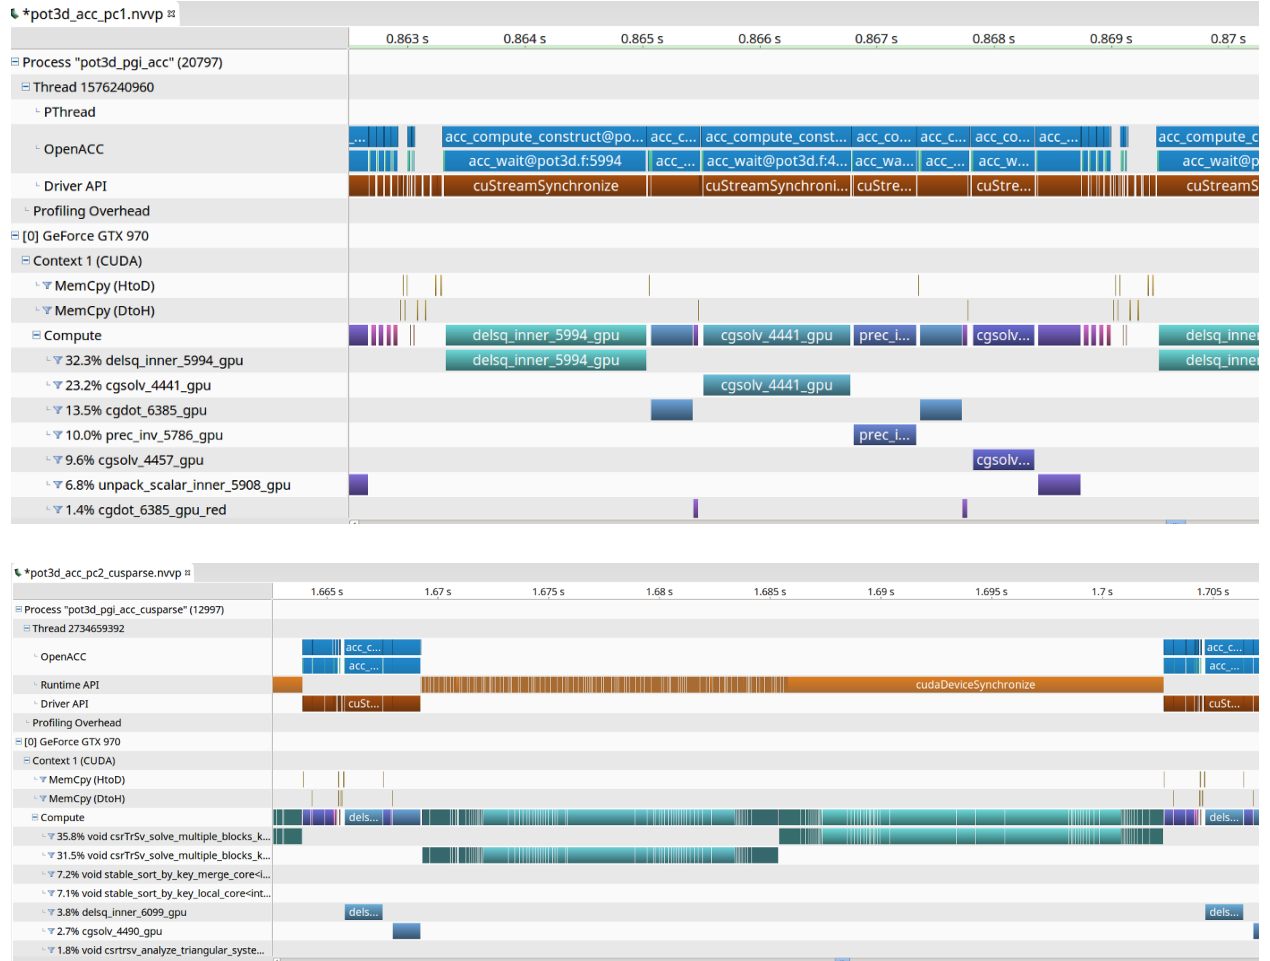 *pot3d_acc_pc1.nvvp
0.863 s 0.864 s 0.865 s 0.866 s 0.867 s 0.868 s 0.869 s 0.87 s
Process "pot3d_pgi_acc" (20797)
Thread 1576240960
PThread
OpenACC
... acc_compute_construct@po... acc_c... acc_compute_const... acc_co... acc_c... acc_co... acc_... acc_compute_c
acc_wait@pot3d.f:5994 acc_... acc_wait@pot3d.f:4... acc_wa... acc_... acc_w... acc_wait@p
Driver API cuStreamSynchronize cuStreamSynchroni... cuStre... cuStre... cuStreamS
Profiling Overhead
[0] GeForce GTX 970
Context 1 (CUDA)
MemCpy (HtoD)
MemCpy (DtoH)
Compute delsq_inner_5994_gpu cgsolv_4441_gpu prec_i... cgsolv... delsq_inne
32.3% delsq_inner_5994_gpu delsq_inner_5994_gpu delsq_inne
23.2% cgsolv_4441_gpu cgsolv_4441_gpu
13.5% cgdot_6385_gpu
10.0% prec_inv_5786_gpu prec_i...
9.6% cgsolv_4457_gpu cgsolv...
6.8% unpack_scalar_inner_5908_gpu
1.4% cgdot_6385_gpu_red
*pot3d_acc_pc2_cusparse.nvvp
1.665 s 1.67 s 1.675 s 1.68 s 1.685 s 1.69 s 1.695 s 1.7 s 1.705 s
Process "pot3d_pgi_acc_cusparse" (12997)
Thread 2734659392
OpenACC
acc_c... acc_c...
acc_... acc_...
Runtime API cudaDeviceSynchronize
Driver API cuSt... cuSt...
Profiling Overhead
[0] GeForce GTX 970
Context 1 (CUDA)
MemCpy (HtoD)
MemCpy (DtoH)
Compute dels... dels...
35.8% void csrTrSv_solve_multiple_blocks_k...
31.5% void csrTrSv_solve_multiple_blocks_k...
7.2% void stable_sort_by_key_merge_core<i...
7.1% void stable_sort_by_key_local_core<int...
3.8% delsq_inner_6099_gpu dels... dels...
2.7% cgsolv_4490_gpu
1.8% void csrtrsv_analyze_triangular_syste...